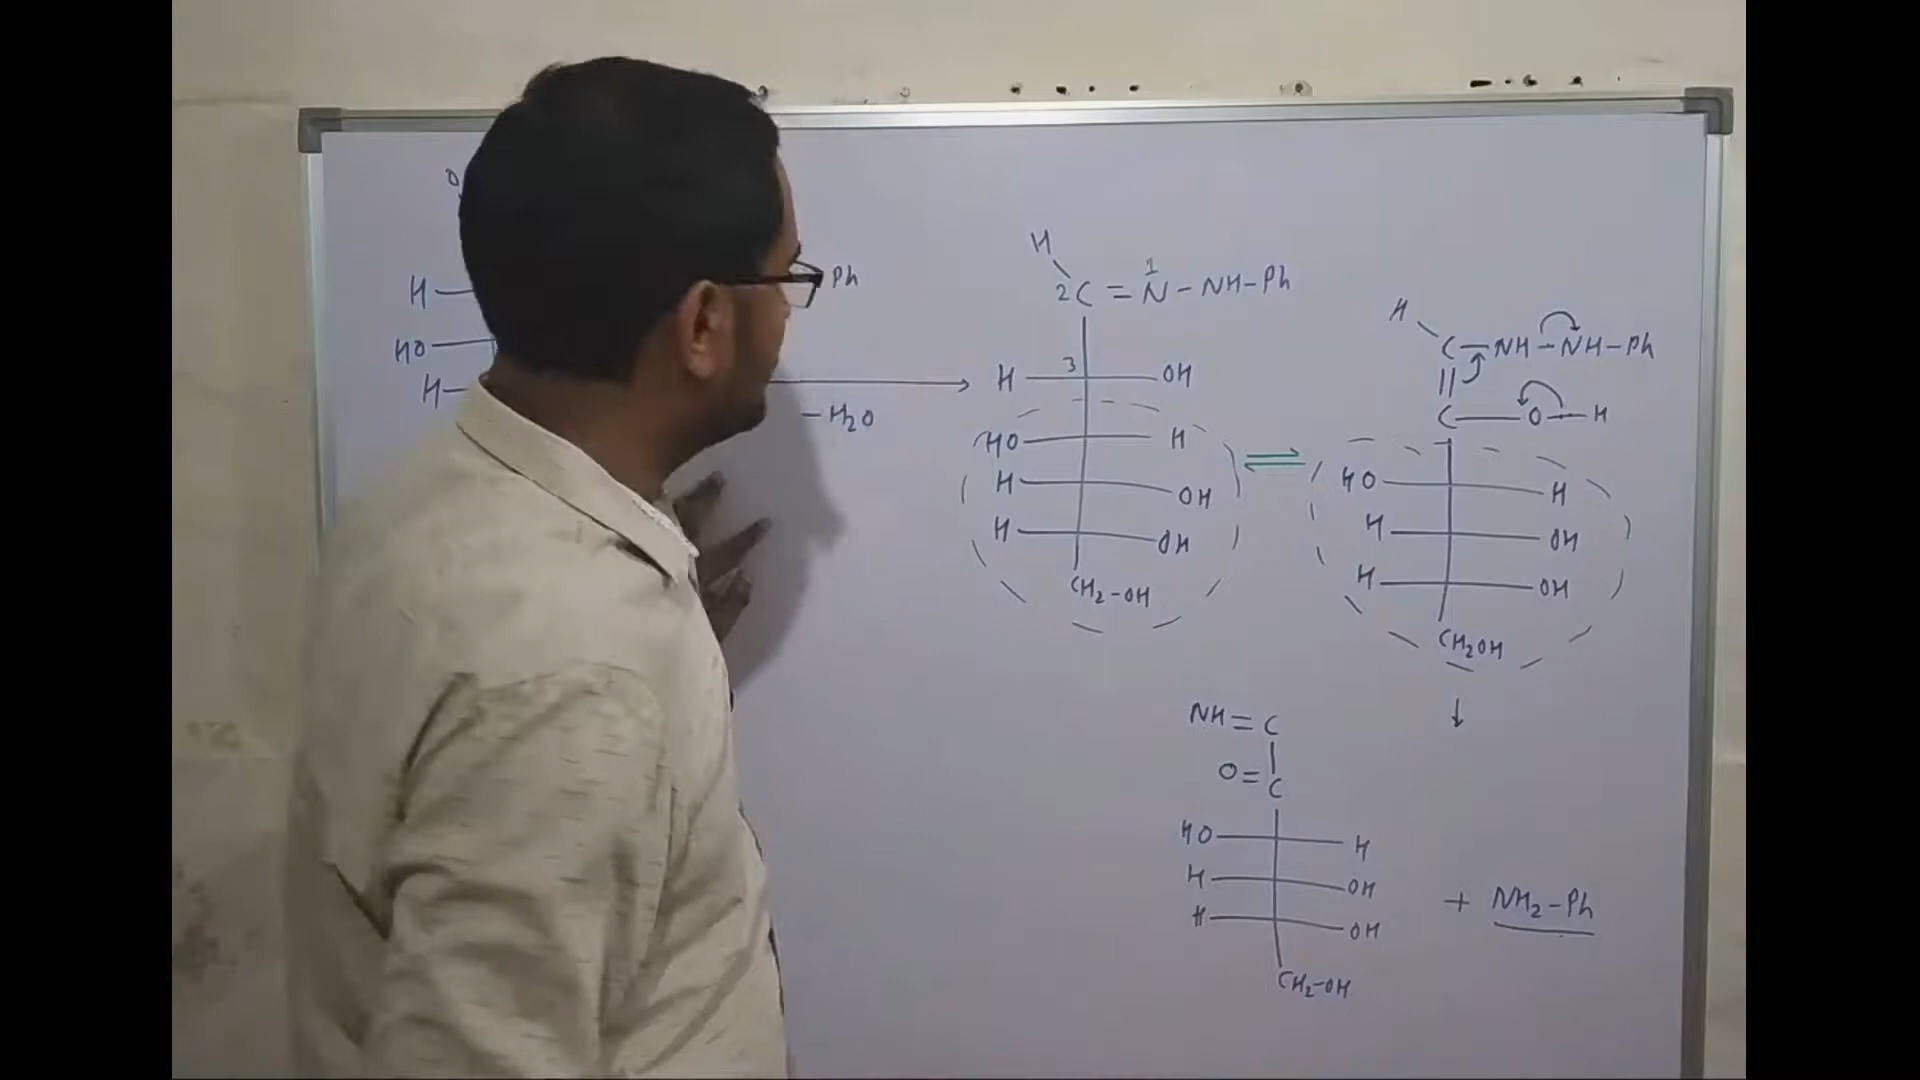 O
H
HO
H
Ph
-H2O
H
1
2C = N - NH-Ph
3
H OH
HO H
H OH
H OH
CH2-OH
H
C - NH - NH-Ph
||
C - O - H
HO H
H OH
H OH
CH2OH
↓
NH = C
|
O = C
HO H
H OH
H OH
CH2-OH
+ NH2-Ph